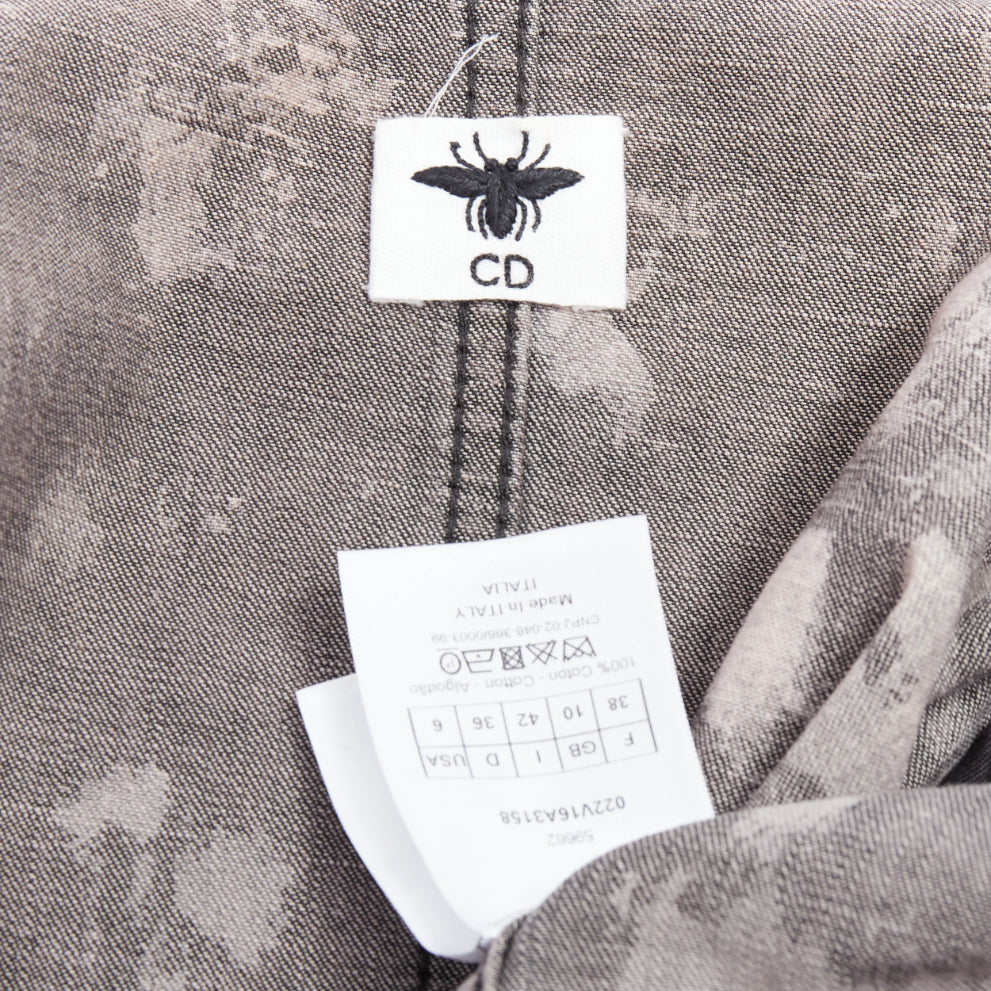 CD
59662
022V16A3158
F GB I D USA
38 10 42 36 6
100% Coton - Cotton - Algodão
P
CNPJ 02.046-366/0003-99
Made in ITALY
ITALIA